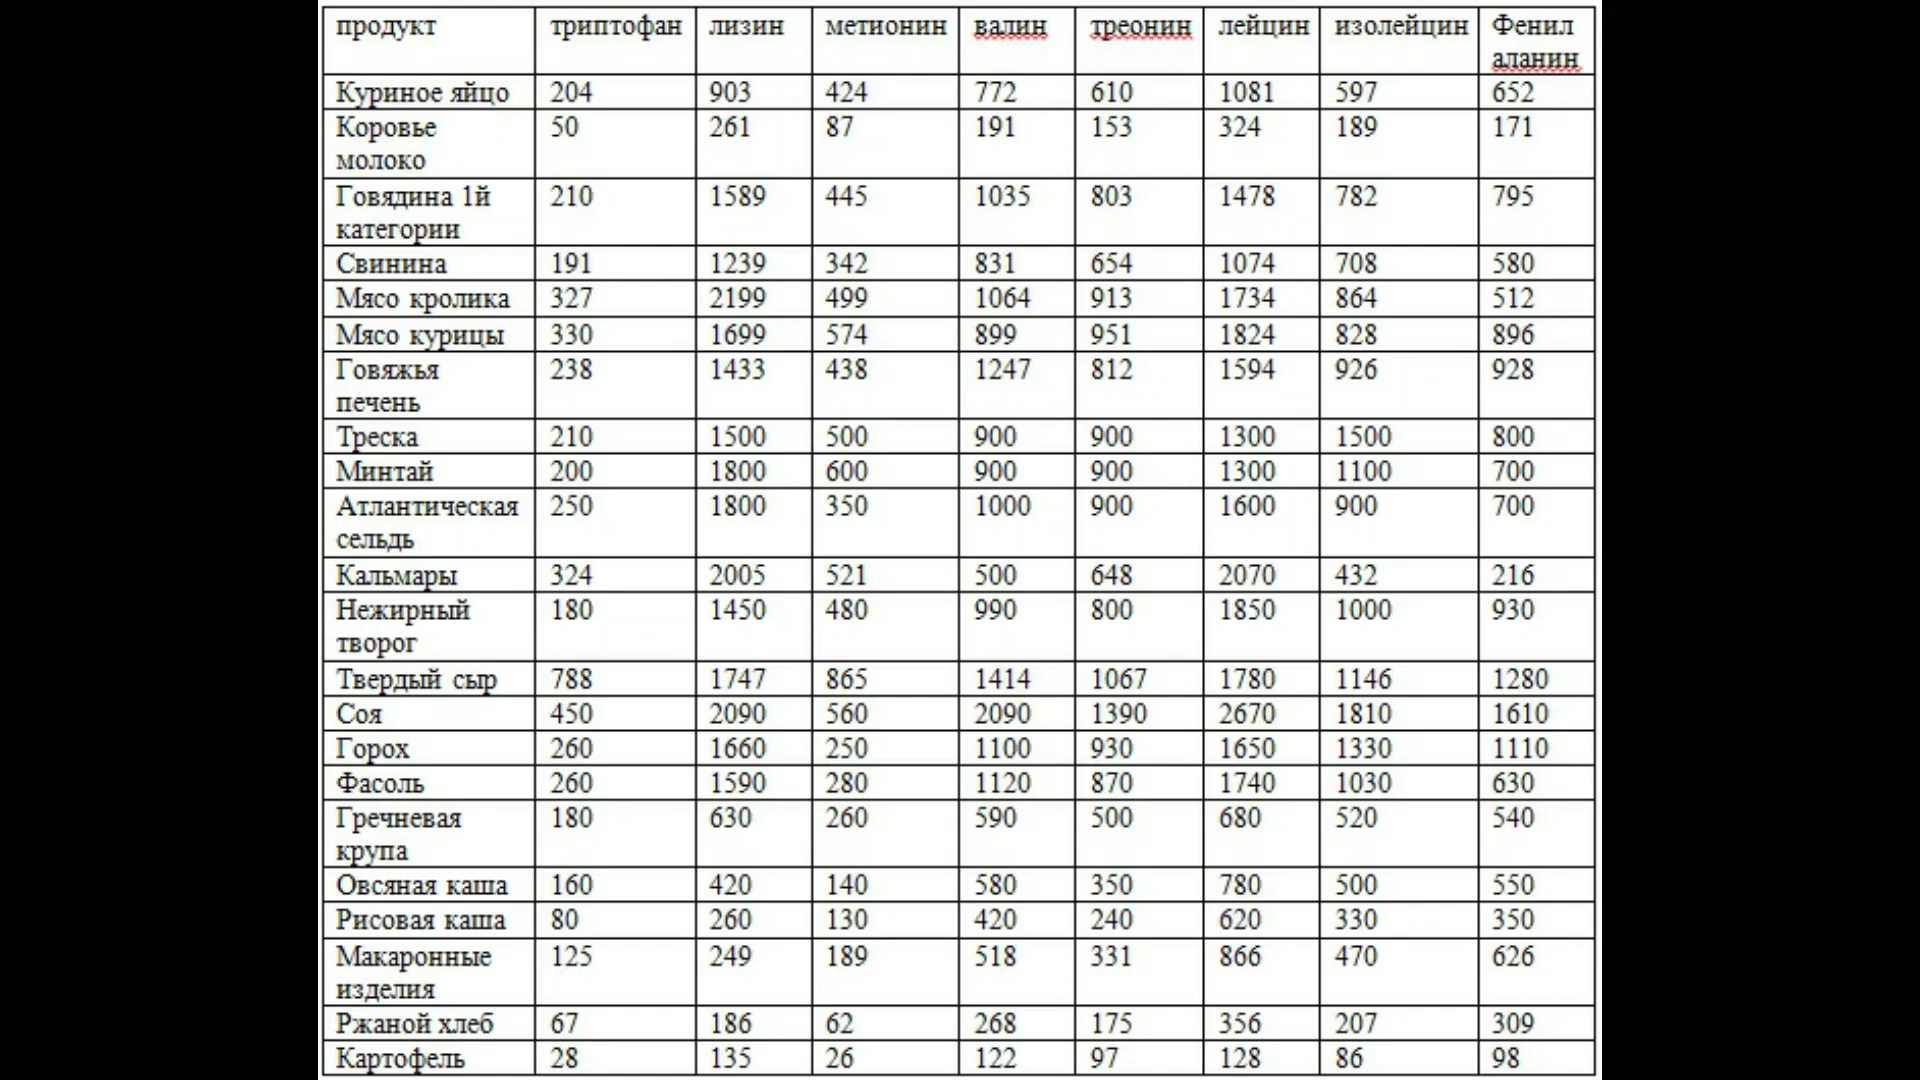 продукт триптофан лизин метионин валин треонин лейцин изолейцин Фенил
аланин
Куриное яйцо 204 903 424 772 610 1081 597 652
Коровье 50 261 87 191 153 324 189 171
молоко
Говядина 1й 210 1589 445 1035 803 1478 782 795
категории
Свинина 191 1239 342 831 654 1074 708 580
Мясо кролика 327 2199 499 1064 913 1734 864 512
Мясо курицы 330 1699 574 899 951 1824 828 896
Говяжья 238 1433 438 1247 812 1594 926 928
печень
Треска 210 1500 500 900 900 1300 1500 800
Минтай 200 1800 600 900 900 1300 1100 700
Атлантическая 250 1800 350 1000 900 1600 900 700
сельдь
Кальмары 324 2005 521 500 648 2070 432 216
Нежирный 180 1450 480 990 800 1850 1000 930
творог
Твердый сыр 788 1747 865 1414 1067 1780 1146 1280
Соя 450 2090 560 2090 1390 2670 1810 1610
Горох 260 1660 250 1100 930 1650 1330 1110
Фасоль 260 1590 280 1120 870 1740 1030 630
Гречневая 180 630 260 590 500 680 520 540
крупа
Овсяная каша 160 420 140 580 350 780 500 550
Рисовая каша 80 260 130 420 240 620 330 350
Макаронные 125 249 189 518 331 866 470 626
изделия
Ржаной хлеб 67 186 62 268 175 356 207 309
Картофель 28 135 26 122 97 128 86 98